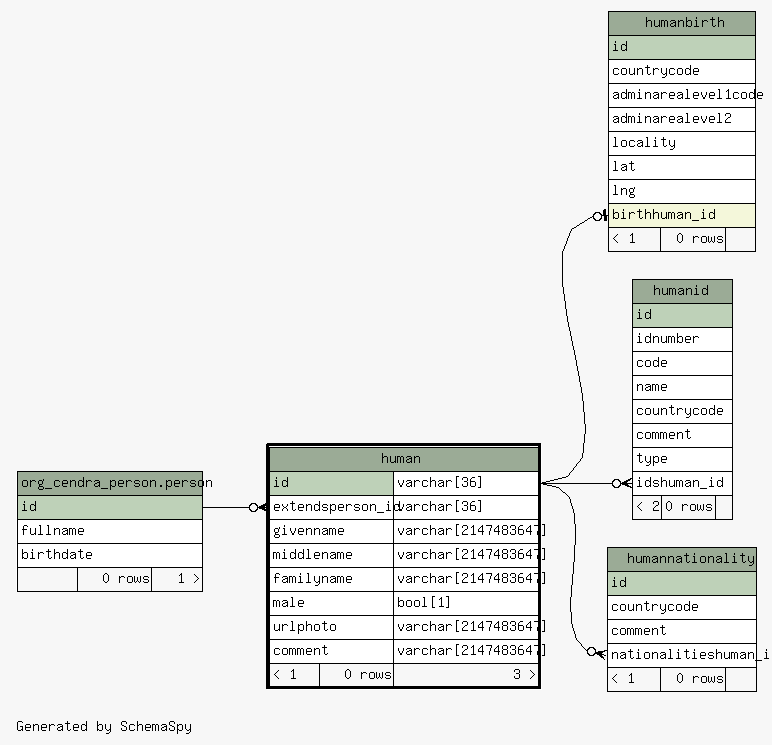 humanbirth
id
countrycode
adminarealevel1code
adminarealevel2
locality
lat
lng
birthhuman_id
< 1 0 rows
humanid
id
idnumber
code
name
countrycode
comment
type
idshuman_id
< 2 0 rows
org_cendra_person.person
id
fullname
birthdate
0 rows 1 >
human
id varchar[36]
extendsperson_id varchar[36]
givenname varchar[2147483647]
middlename varchar[2147483647]
familyname varchar[2147483647]
male bool[1]
urlphoto varchar[2147483647]
comment varchar[2147483647]
< 1 0 rows 3 >
humannationality
id
countrycode
comment
nationalitieshuman_i
< 1 0 rows
Generated by SchemaSpy